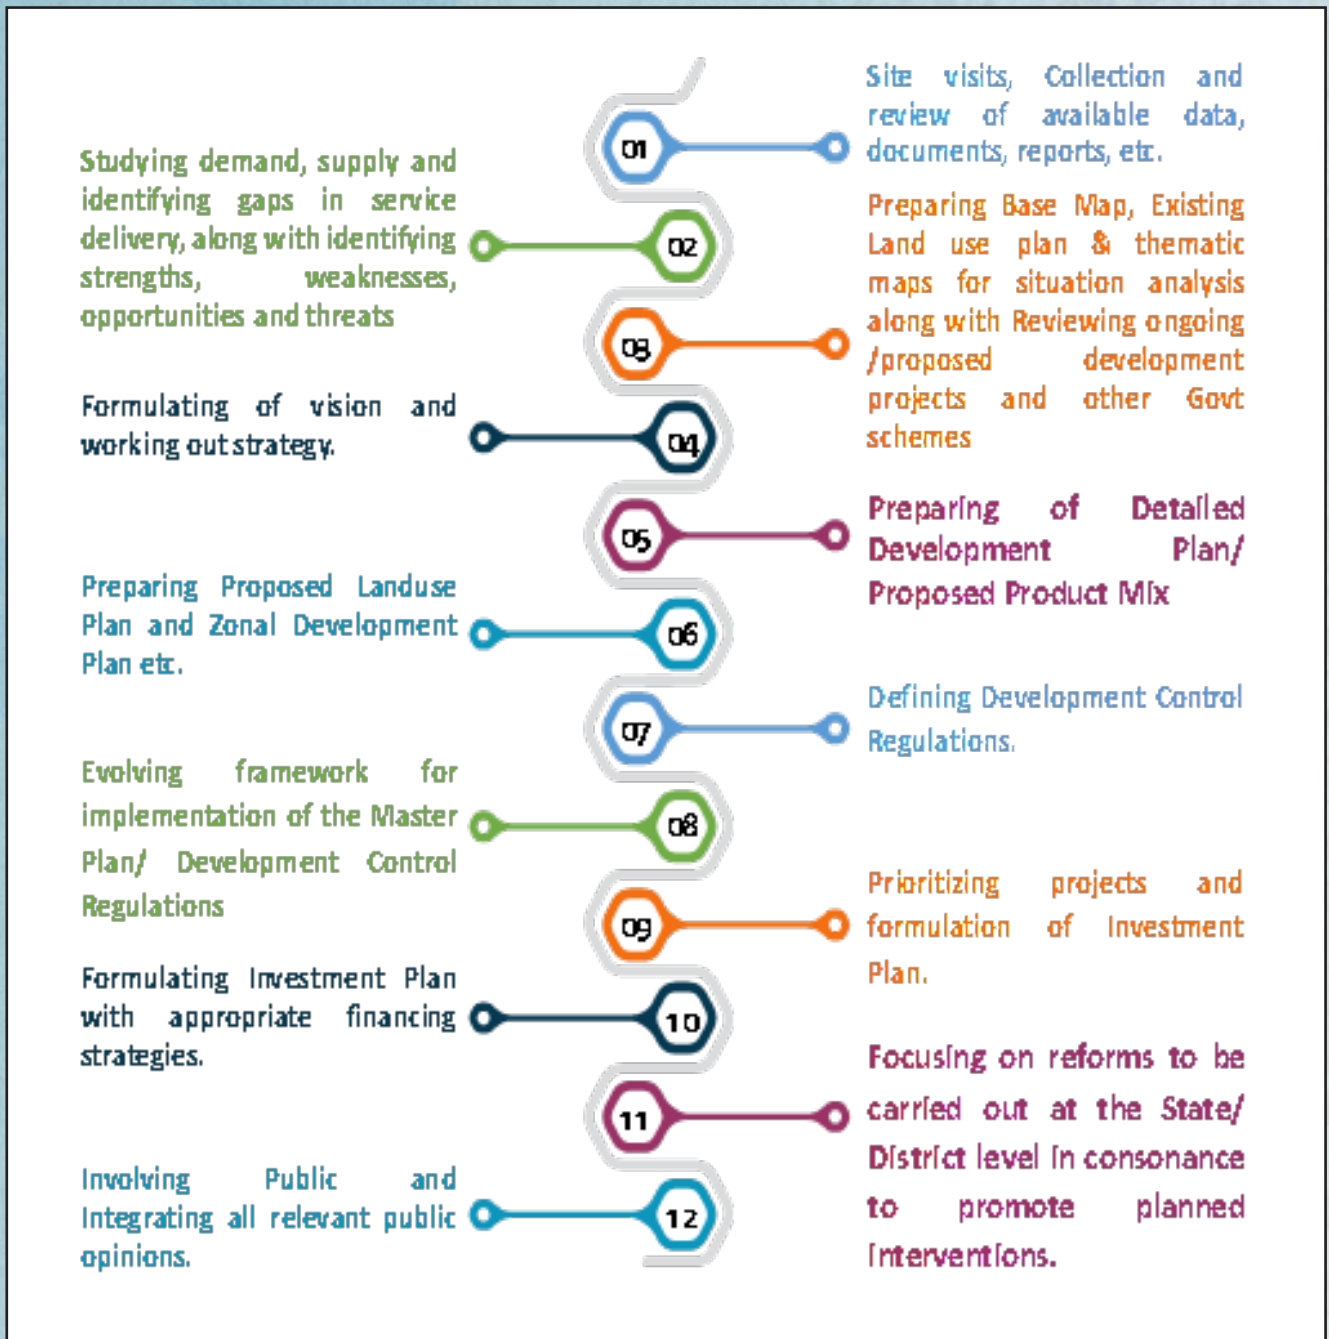 01
Site visits, Collection and
review of available data,
documents, reports, etc.
02
Studying demand, supply and
identifying gaps in service
delivery, along with identifying
strengths, weaknesses,
opportunities and threats
03
Preparing Base Map, Existing
Land use plan & thematic
maps for situation analysis
along with Reviewing ongoing
/proposed development
projects and other Govt
schemes
04
Formulating of vision and
working out strategy.
05
Preparing of Detailed
Development Plan/
Proposed Product Mix
06
Preparing Proposed Landuse
Plan and Zonal Development
Plan etc.
07
Defining Development Control
Regulations.
08
Evolving framework for
implementation of the Master
Plan/ Development Control
Regulations
09
Prioritizing projects and
formulation of Investment
Plan.
10
Formulating Investment Plan
with appropriate financing
strategies.
11
Focusing on reforms to be
carried out at the State/
District level in consonance
to promote planned
interventions.
12
Involving Public and
Integrating all relevant public
opinions.